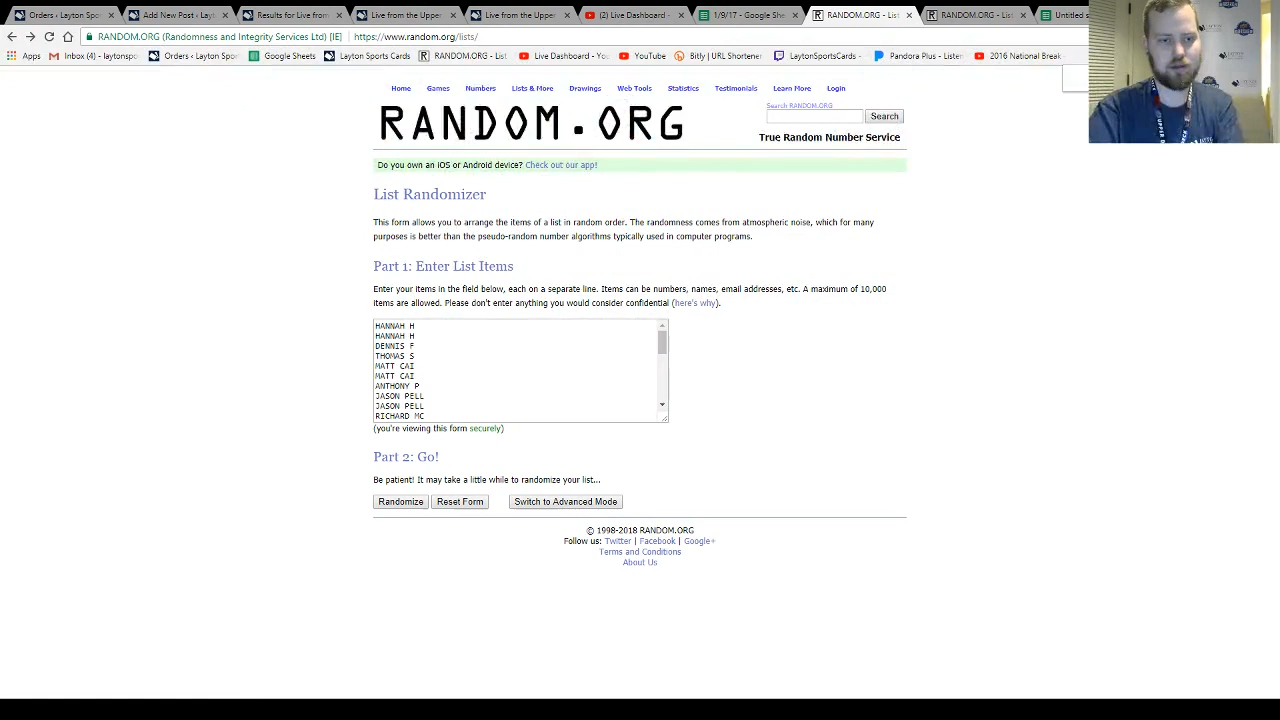 Orders ‹ Layton Spo
Add New Post ‹ Layt
Results for Live from
Live from the Upper
Live from the Upper
(2) Live Dashboard -
1/9/17 - Google Shee
RANDOM.ORG - List
RANDOM.ORG - List
Untitled s
RANDOM.ORG (Randomness and Integrity Services Ltd) [IE]
https://www.random.org/lists/
Apps
Inbox (4) - laytonspo
Orders ‹ Layton Spo
Google Sheets
Layton Sports Cards
RANDOM.ORG - List
Live Dashboard - Yo
YouTube
Bitly | URL Shortener
LaytonSportsCards -
Pandora Plus - Listen
2016 National Break
Home Games Numbers Lists & More Drawings Web Tools Statistics Testimonials Learn More Login
RANDOM.ORG
Search RANDOM.ORG
Search
True Random Number Service
Do you own an iOS or Android device? Check out our app!
List Randomizer
This form allows you to arrange the items of a list in random order. The randomness comes from atmospheric noise, which for many
purposes is better than the pseudo-random number algorithms typically used in computer programs.
Part 1: Enter List Items
Enter your items in the field below, each on a separate line. Items can be numbers, names, email addresses, etc. A maximum of 10,000
items are allowed. Please don't enter anything you would consider confidential (here's why).
HANNAH H
HANNAH H
DENNIS F
THOMAS S
MATT CAI
MATT CAI
ANTHONY P
JASON PELL
JASON PELL
RICHARD MC
(you're viewing this form securely)
Part 2: Go!
Be patient! It may take a little while to randomize your list...
Randomize Reset Form Switch to Advanced Mode
© 1998-2018 RANDOM.ORG
Follow us: Twitter | Facebook | Google+
Terms and Conditions
About Us